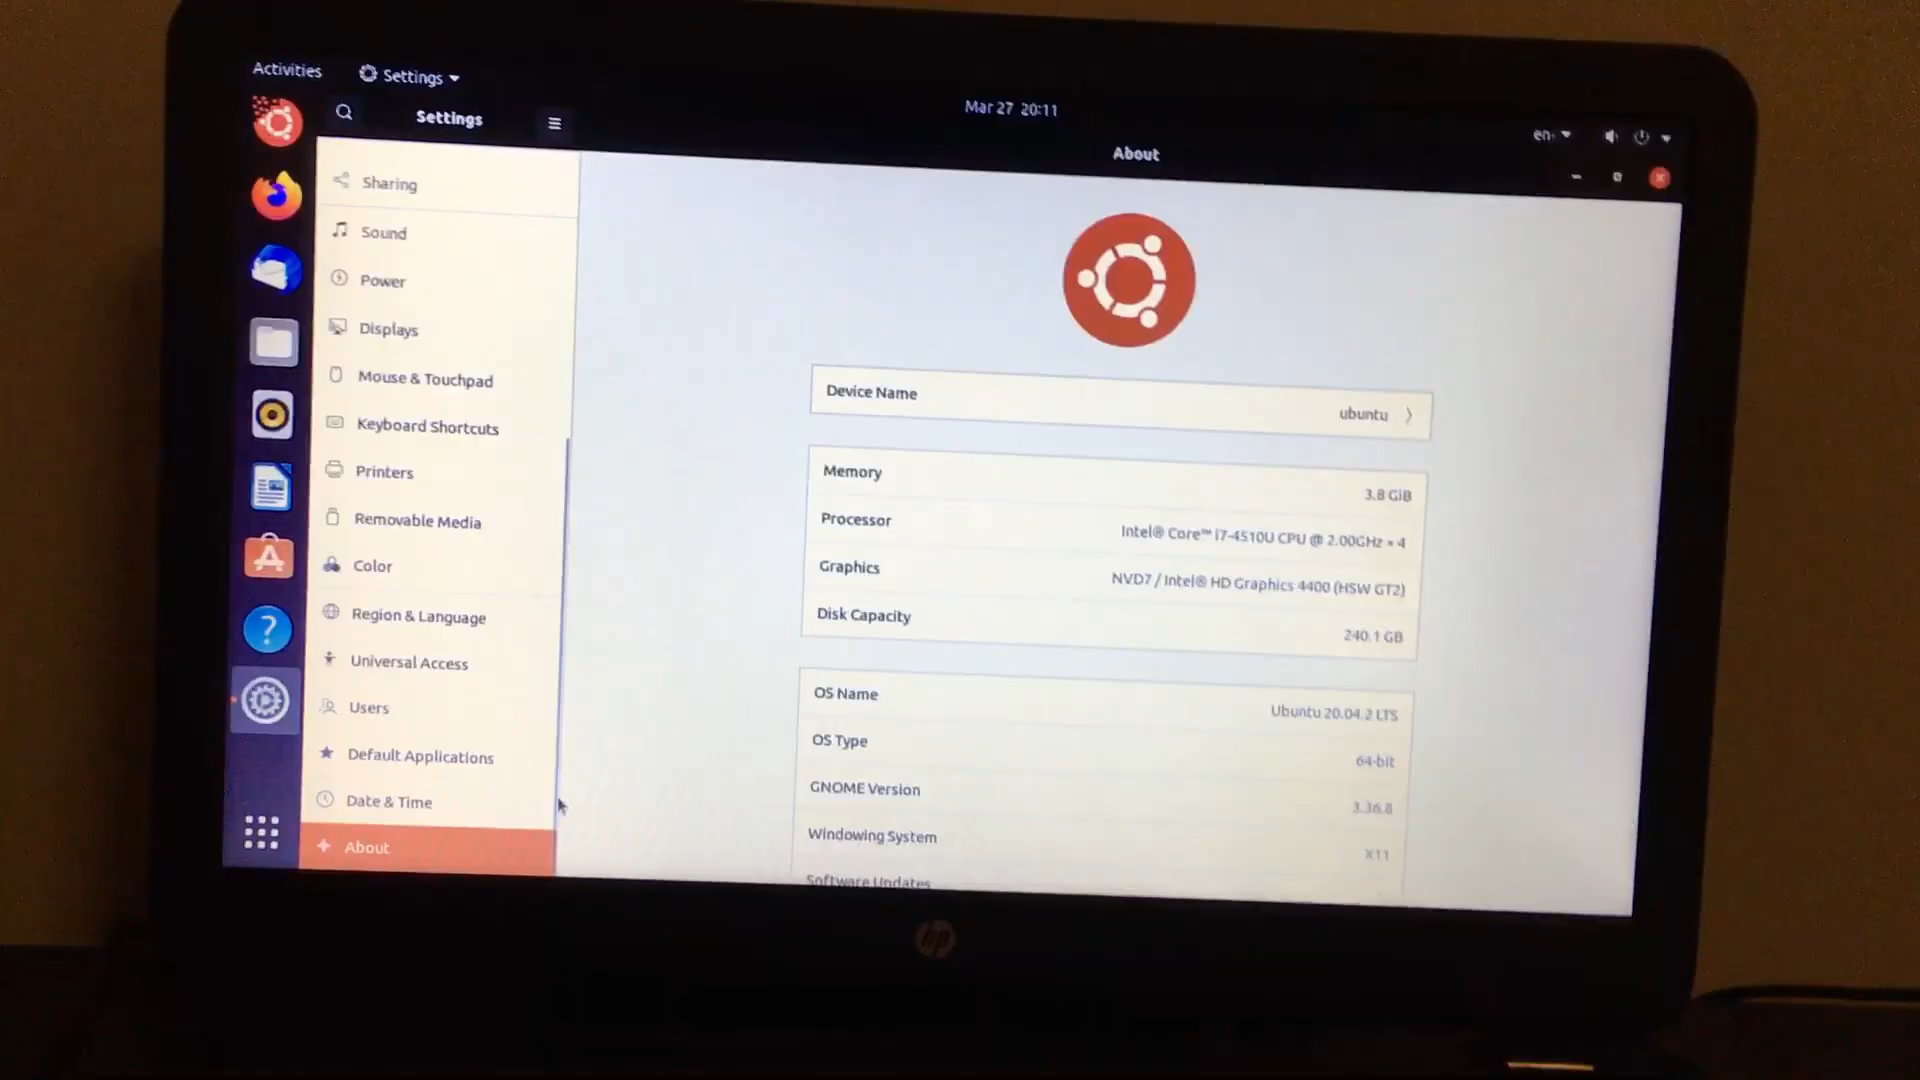 Activities
Settings
Mar 27 20:11
en
Settings
About
Sharing
Sound
Power
Displays
Mouse & Touchpad
Keyboard Shortcuts
Printers
Removable Media
Color
Region & Language
Universal Access
Users
Default Applications
Date & Time
About
Device Name
ubuntu
Memory
3.8 GiB
Processor
Intel® Core™ i7-4510U CPU @ 2.00GHz × 4
Graphics
NVD7 / Intel® HD Graphics 4400 (HSW GT2)
Disk Capacity
240.1 GB
OS Name
Ubuntu 20.04.2 LTS
OS Type
64-bit
GNOME Version
3.36.8
Windowing System
X11
Software Updates
hp